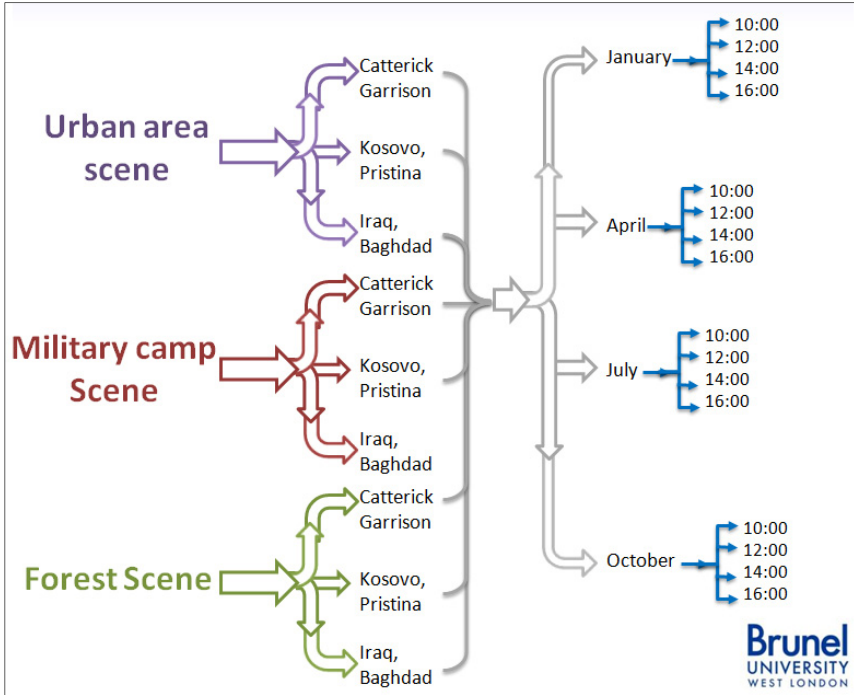 Urban area
scene
Catterick
Garrison
Kosovo,
Pristina
Iraq,
Baghdad
Military camp
Scene
Catterick
Garrison
Kosovo,
Pristina
Iraq,
Baghdad
Forest Scene
Catterick
Garrison
Kosovo,
Pristina
Iraq,
Baghdad
January
10:00
12:00
14:00
16:00
April
10:00
12:00
14:00
16:00
July
10:00
12:00
14:00
16:00
October
10:00
12:00
14:00
16:00
Brunel
UNIVERSITY
WEST LONDON